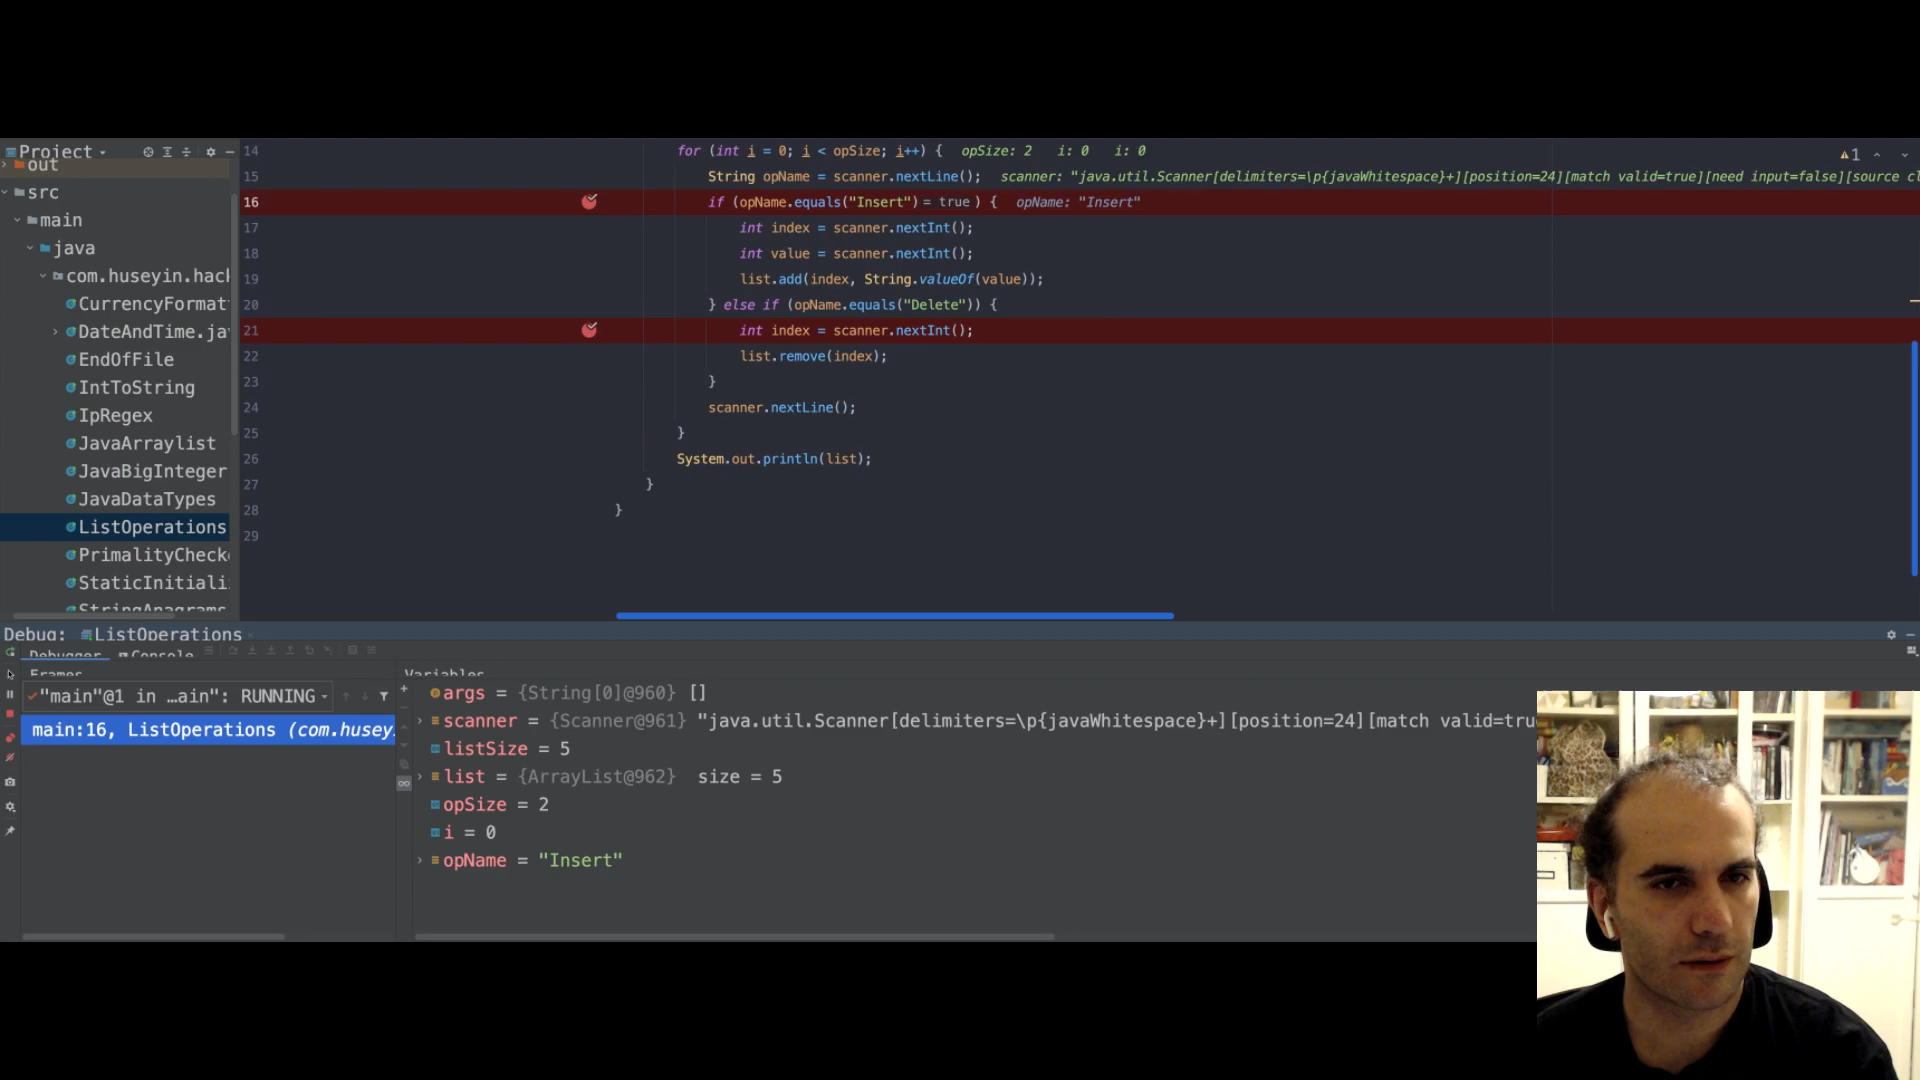 Project
out
src
main
java
com.huseyin.hack
CurrencyFormat
DateAndTime.ja
EndOfFile
IntToString
IpRegex
JavaArraylist
JavaBigInteger
JavaDataTypes
ListOperations
PrimalityCheck
StaticInitiali
StringAnagrams
14 for (int i = 0; i < opSize; i++) { opSize: 2 i: 0 i: 0
15 String opName = scanner.nextLine(); scanner: "java.util.Scanner[delimiters=\p{javaWhitespace}+][position=24][match valid=true][need input=false][source cl
16 if (opName.equals("Insert") = true ) { opName: "Insert"
17 int index = scanner.nextInt();
18 int value = scanner.nextInt();
19 list.add(index, String.valueOf(value));
20 } else if (opName.equals("Delete")) {
21 int index = scanner.nextInt();
22 list.remove(index);
23 }
24 scanner.nextLine();
25 }
26 System.out.println(list);
27 }
28 }
29
1
Debug: ListOperations
Debugger Console
Frames
Variables
"main"@1 in ...ain": RUNNING
main:16, ListOperations (com.husey
args = {String[0]@960} []
scanner = {Scanner@961} "java.util.Scanner[delimiters=\p{javaWhitespace}+][position=24][match valid=tru
listSize = 5
list = {ArrayList@962} size = 5
opSize = 2
i = 0
opName = "Insert"